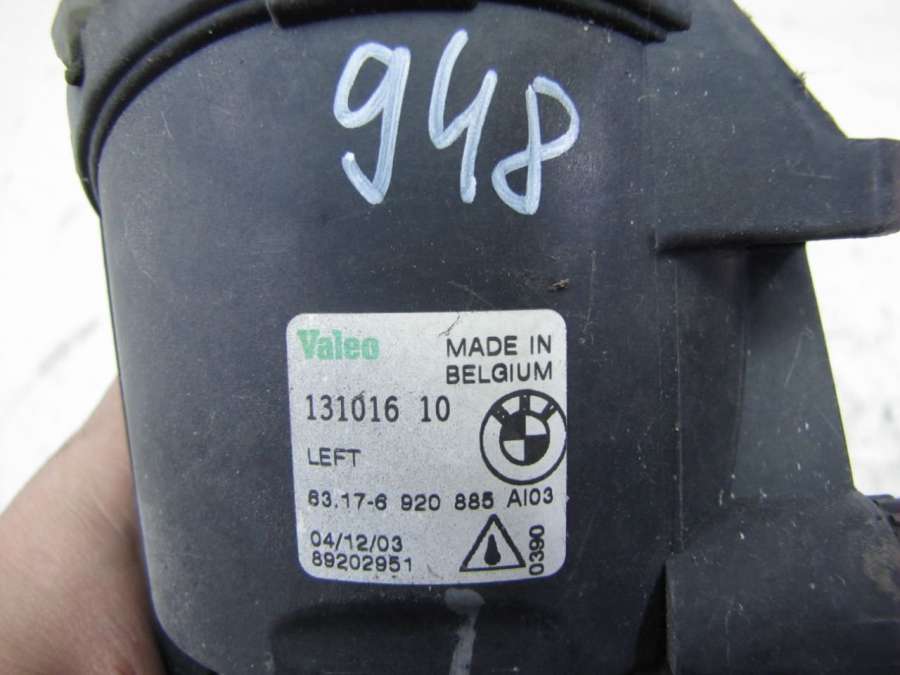 948
Valeo
MADE IN
BELGIUM
131016 10
LEFT
63.17-6 920 885 AI03
04/12/03
89202951
0390